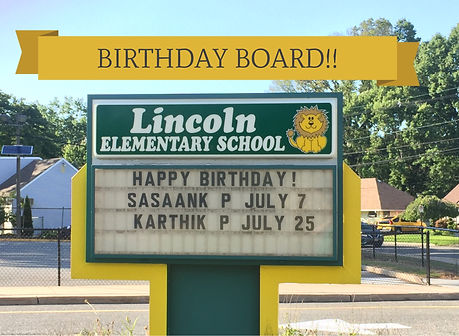 BIRTHDAY BOARD!!
Lincoln
ELEMENTARY SCHOOL
HAPPY BIRTHDAY!
SASAANK P JULY 7
KARTHIK P JULY 25